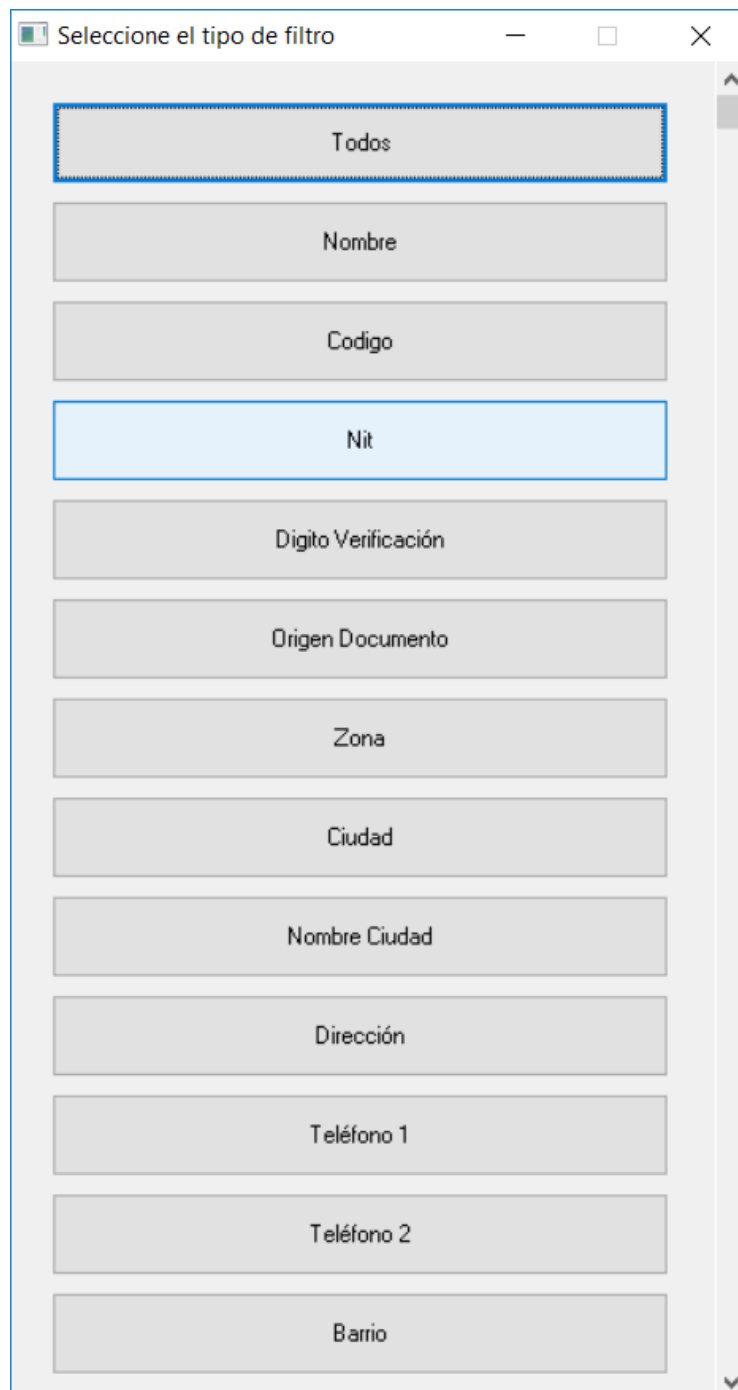 Seleccione el tipo de filtro
Todos
Nombre
Codigo
Nit
Digito Verificación
Origen Documento
Zona
Ciudad
Nombre Ciudad
Dirección
Teléfono 1
Teléfono 2
Barrio